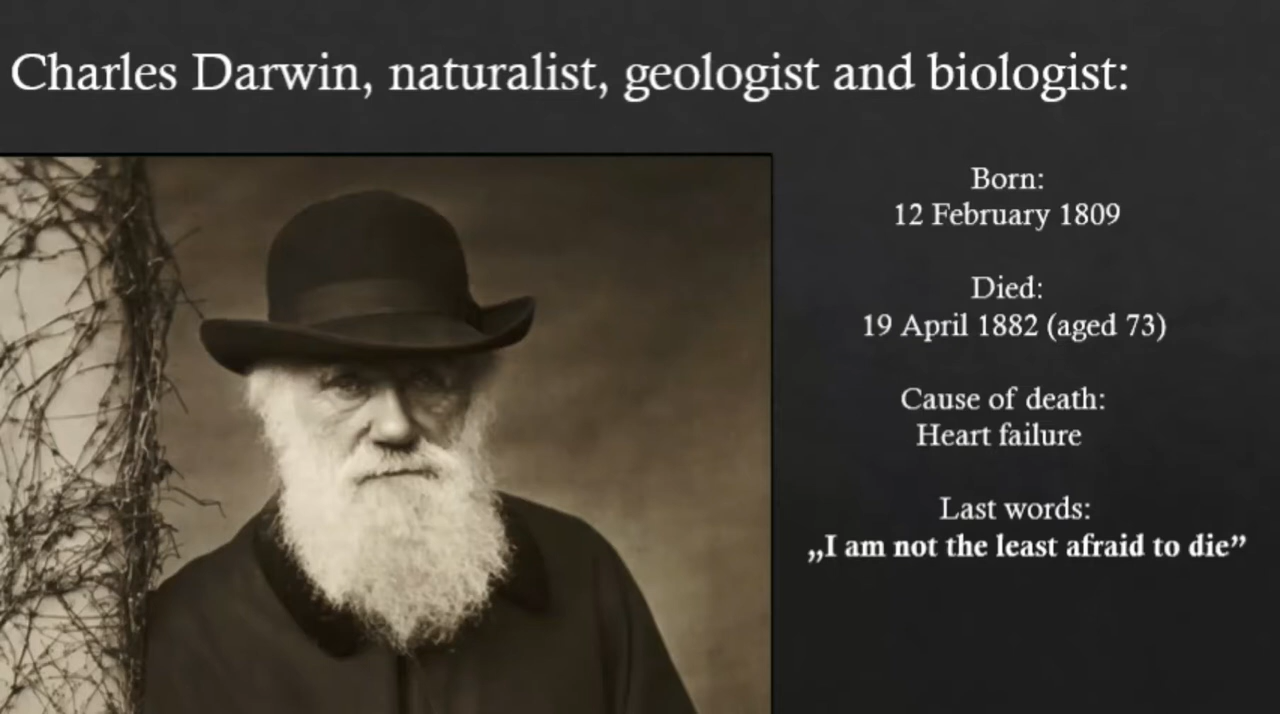 Charles Darwin, naturalist, geologist and biologist:
Born:
12 February 1809
Died:
19 April 1882 (aged 73)
Cause of death:
Heart failure
Last words:
„I am not the least afraid to die”